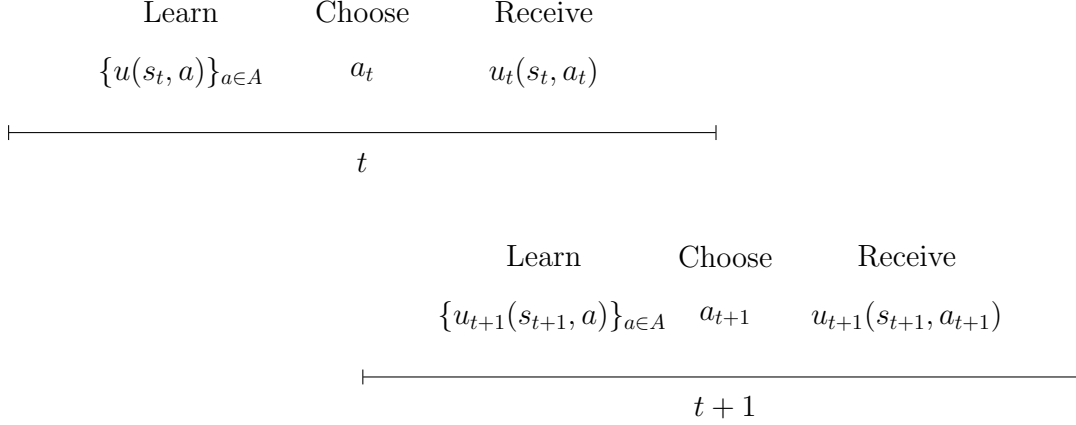 Learn Choose Receive
{u(s_t, a)}_{a∈A} a_t u_t(s_t, a_t)
t
Learn Choose Receive
{u_{t+1}(s_{t+1}, a)}_{a∈A} a_{t+1} u_{t+1}(s_{t+1}, a_{t+1})
t + 1